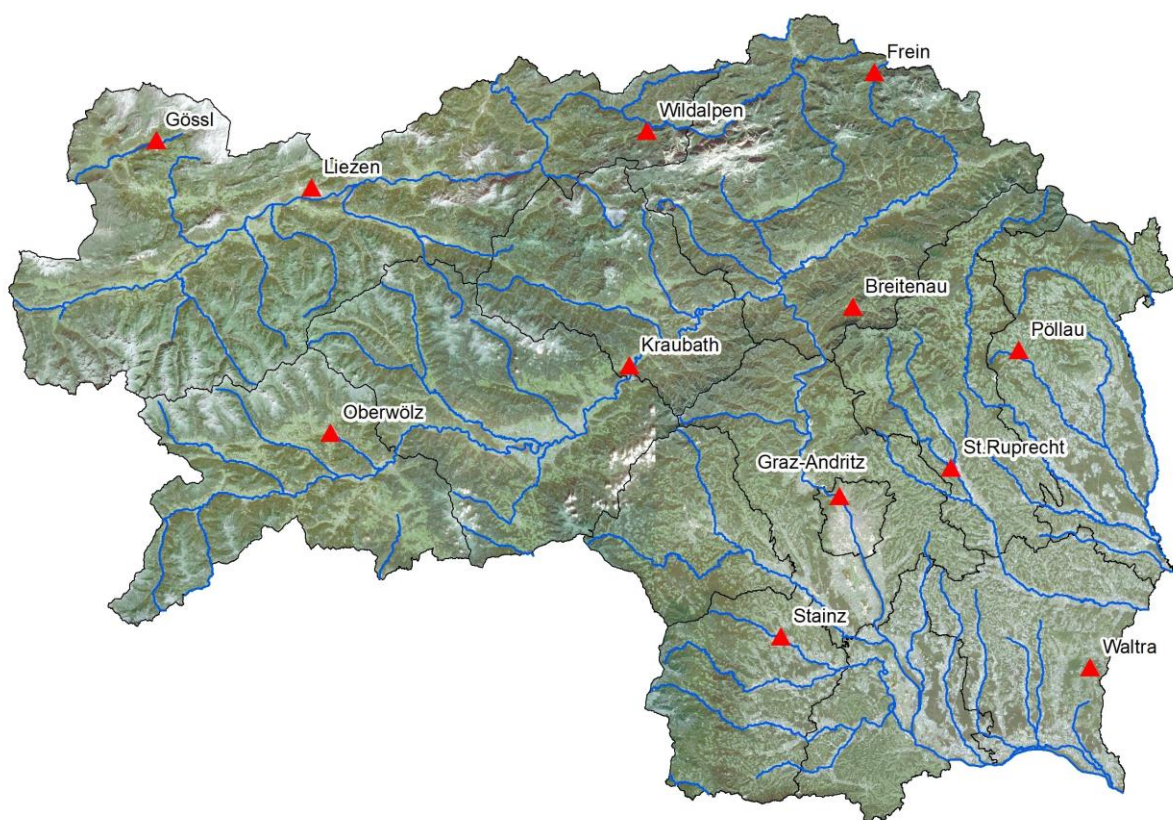 Frein
Wildalpen
Gössl
Liezen
Breitenau
Pöllau
Kraubath
Oberwölz
St.Ruprecht
Graz-Andritz
Stainz
Waltra